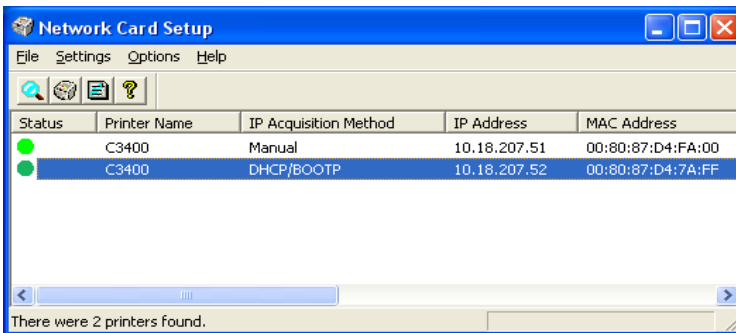 Network Card Setup
File Settings Options Help
Status Printer Name IP Acquisition Method IP Address MAC Address
C3400 Manual 10.18.207.51 00:80:87:D4:FA:00
C3400 DHCP/BOOTP 10.18.207.52 00:80:87:D4:7A:FF
There were 2 printers found.